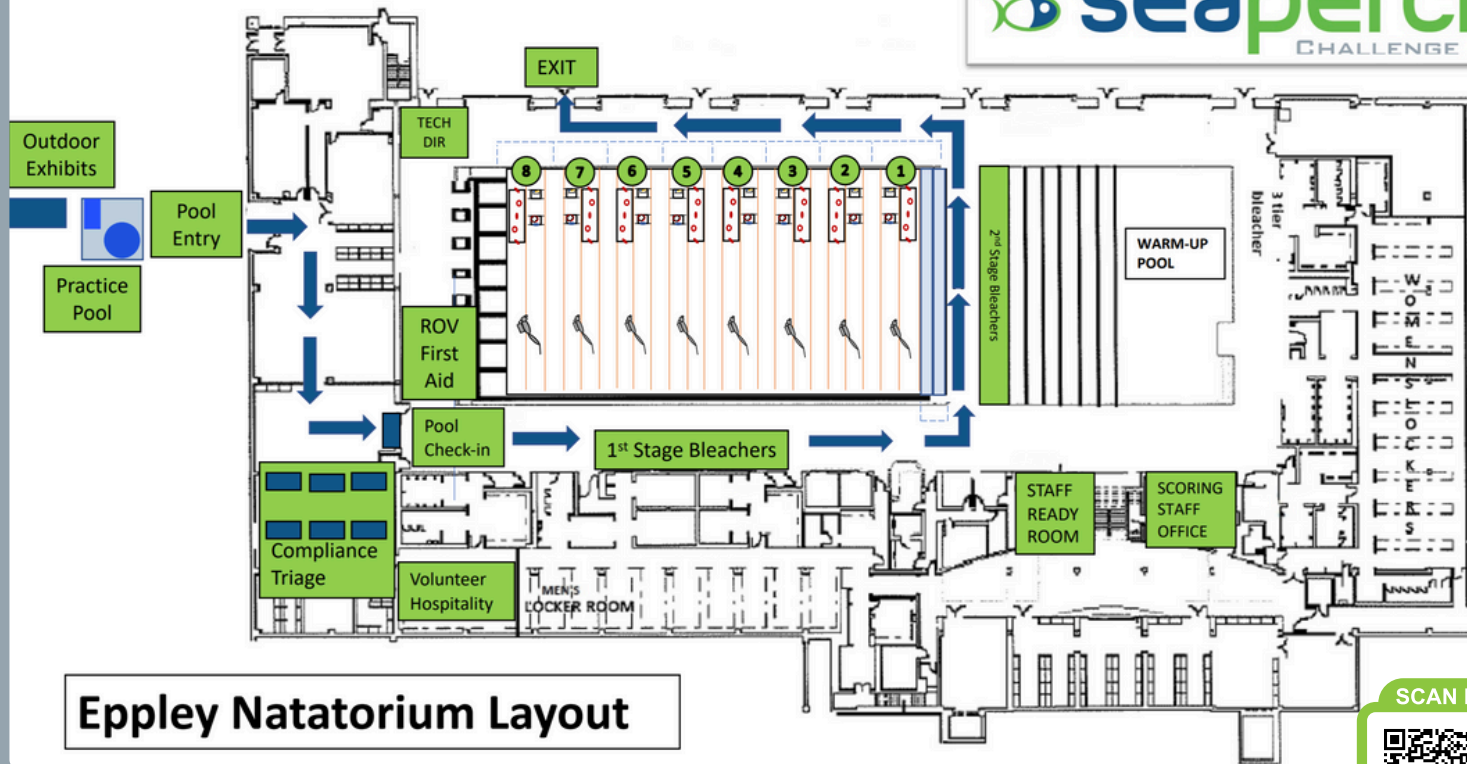 seaperch
CHALLENGE
EXIT
TECH
DIR
Outdoor
Exhibits
Pool
Entry
Practice
Pool
8
7
6
5
4
3
2
1
2nd Stage Bleachers
WARM-UP
POOL
3 tier
bleacher
WOMENS LOCKERS
ROV
First
Aid
Pool
Check-in
1st Stage Bleachers
STAFF
READY
ROOM
SCORING
STAFF
OFFICE
Compliance
Triage
Volunteer
Hospitality
MEN'S
LOCKER ROOM
Eppley Natatorium Layout
SCAN